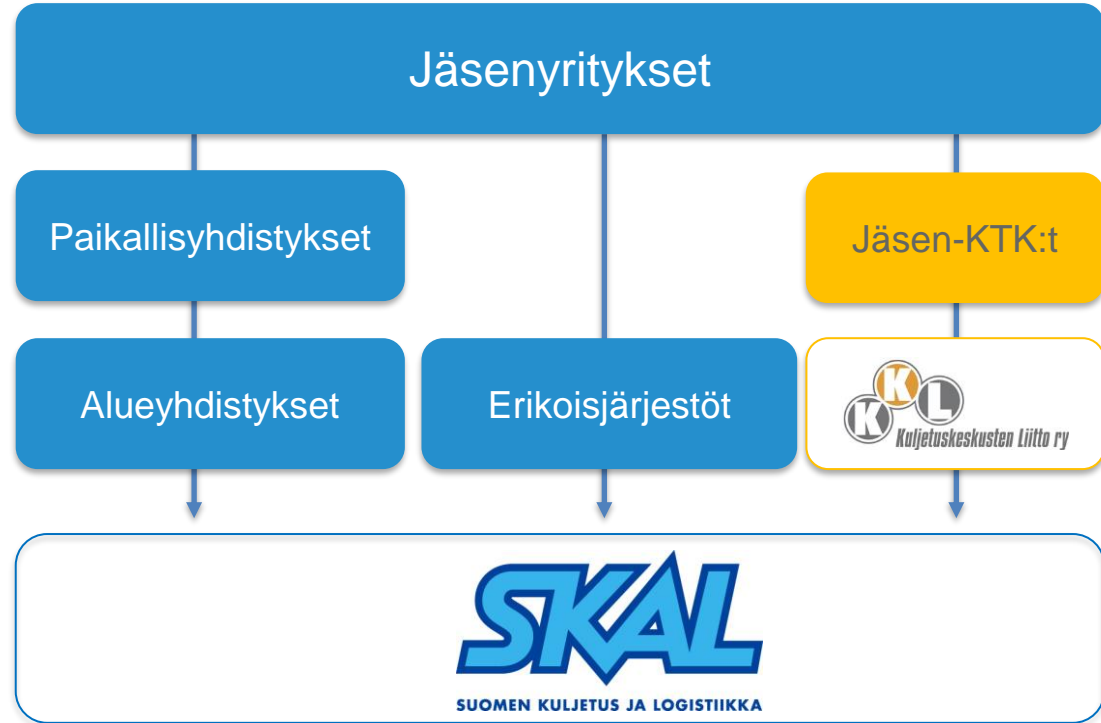 Jäsenyritykset
Paikallisyhdistykset
Jäsen-KTK:t
Alueyhdistykset
Erikoisjärjestöt
KKL
Kuljetuskeskusten Liitto ry
SKAL
SUOMEN KULJETUS JA LOGISTIIKKA